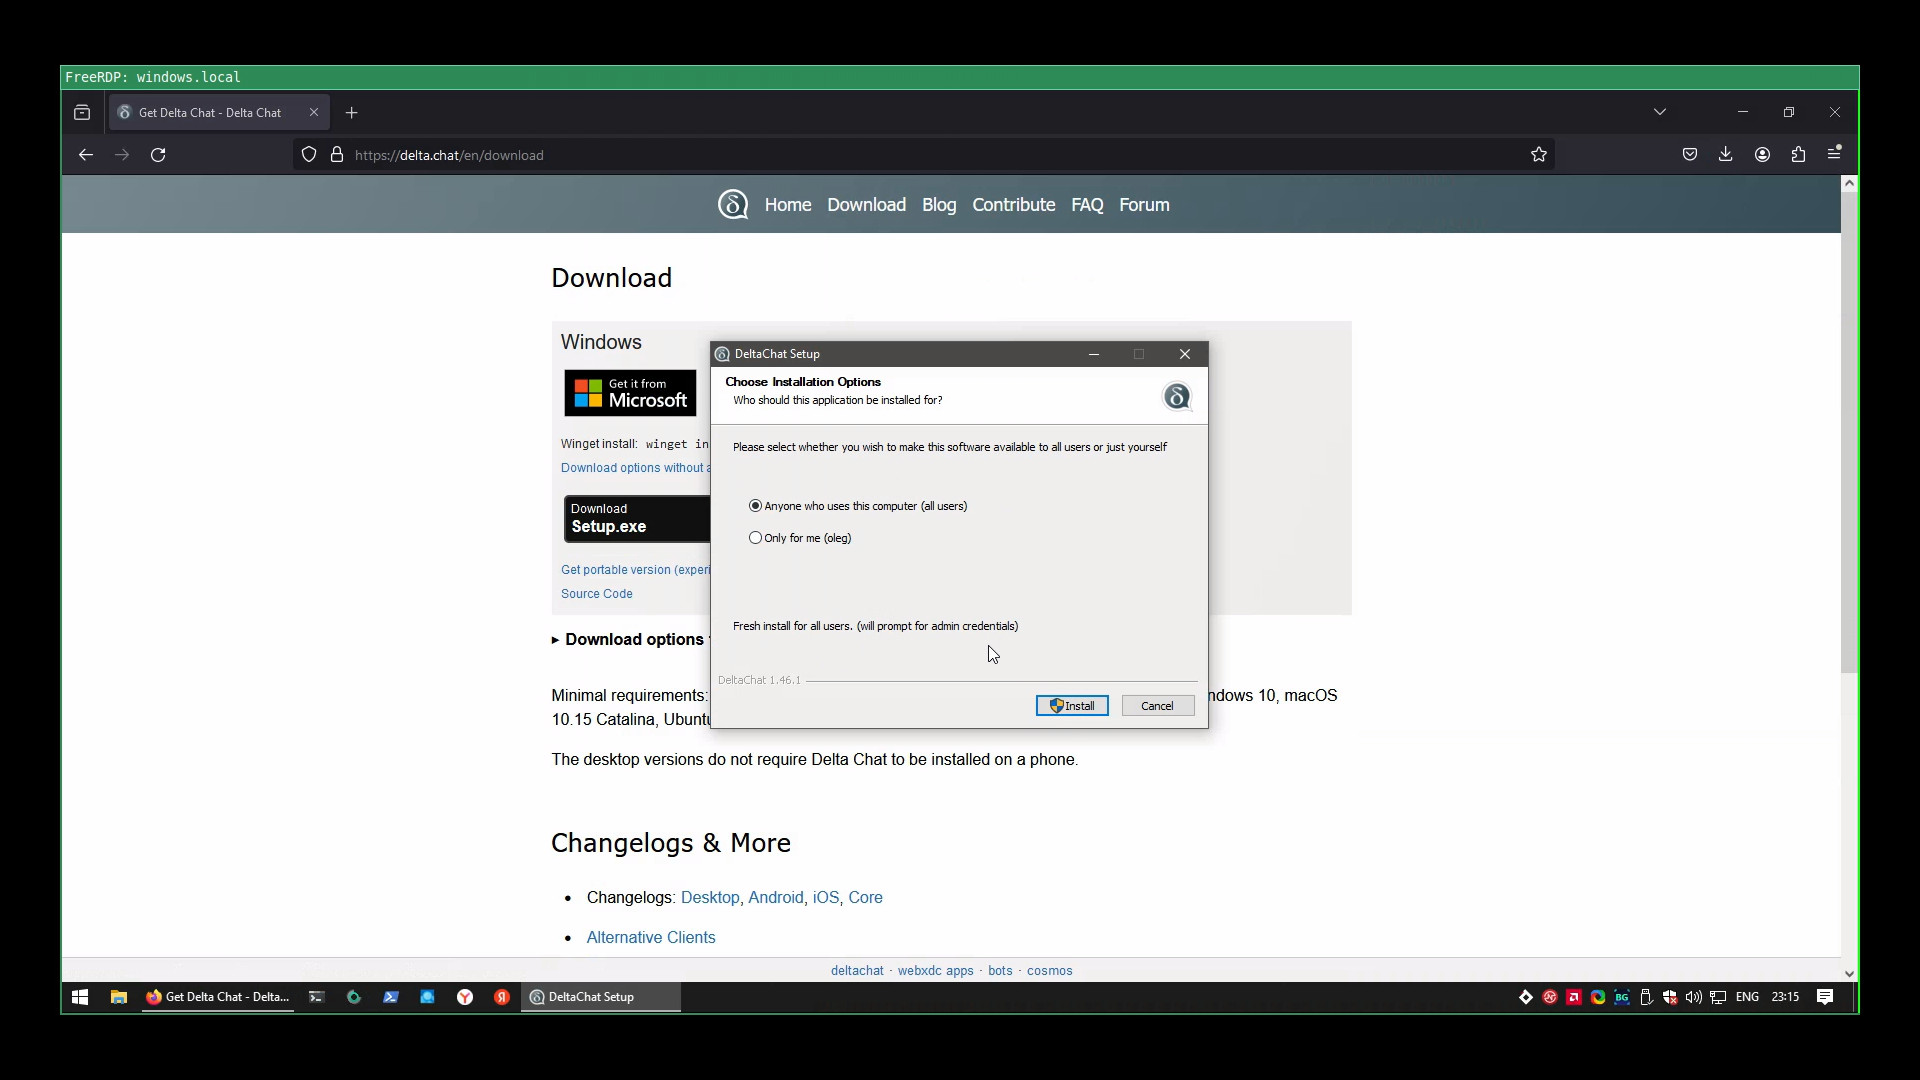 FreeRDP: windows.local
Get Delta Chat - Delta Chat
https://delta.chat/en/download
Home Download Blog Contribute FAQ Forum
Download
Windows
Get it from
Microsoft
Winget install: winget in
Download options without a
Download
Setup.exe
Get portable version (experi
Source Code
▸ Download options
Minimal requirements:
ndows 10, macOS
10.15 Catalina, Ubuntu
The desktop versions do not require Delta Chat to be installed on a phone.
DeltaChat Setup
Choose Installation Options
Who should this application be installed for?
Please select whether you wish to make this software available to all users or just yourself
Anyone who uses this computer (all users)
Only for me (oleg)
Fresh install for all users. (will prompt for admin credentials)
DeltaChat 1.46.1
Install
Cancel
Changelogs & More
• Changelogs: Desktop, Android, iOS, Core
• Alternative Clients
deltachat · webxdc apps · bots · cosmos
Get Delta Chat - Delta...
DeltaChat Setup
BG
ENG
23:15